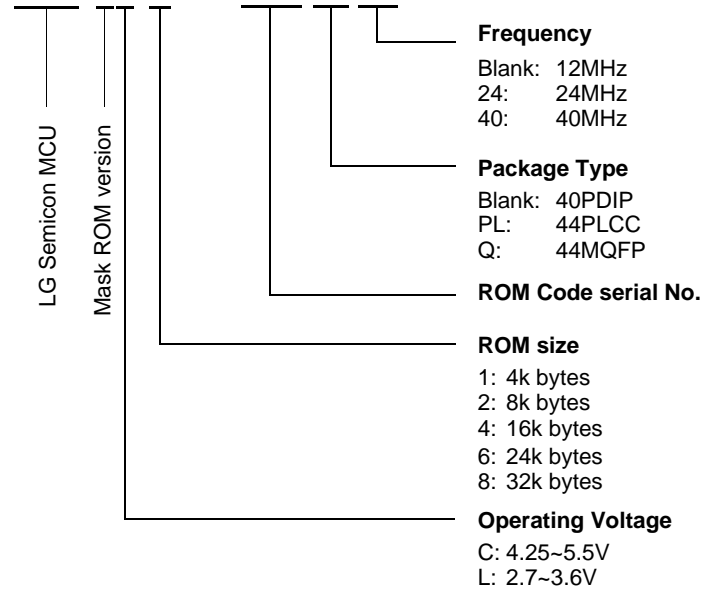 Frequency
Blank: 12MHz
24: 24MHz
40: 40MHz
Package Type
Blank: 40PDIP
PL: 44PLCC
Q: 44MQFP
ROM Code serial No.
ROM size
1: 4k bytes
2: 8k bytes
4: 16k bytes
6: 24k bytes
8: 32k bytes
Operating Voltage
C: 4.25~5.5V
L: 2.7~3.6V
LG Semicon MCU
Mask ROM version